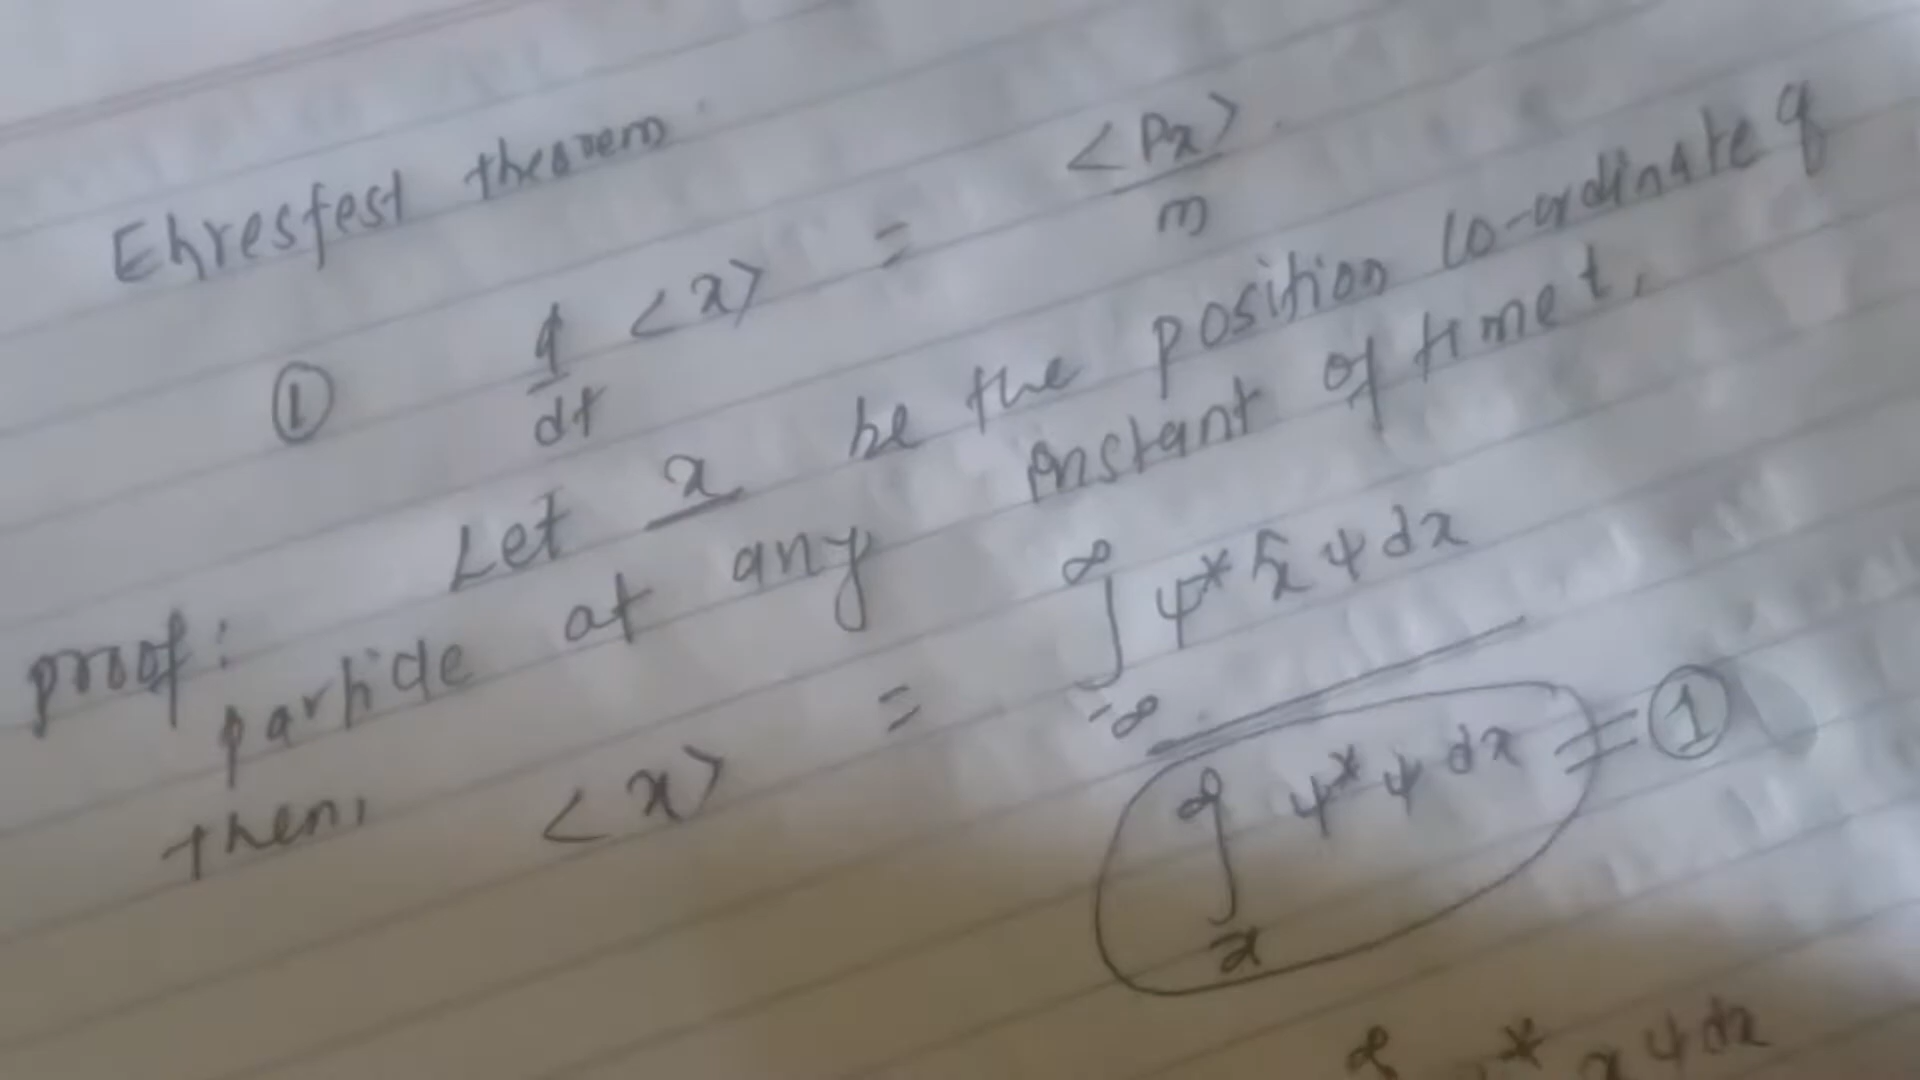 Ehresfest theorem.
① d/dt <x> = <Px>/m
proof: Let x be the position co-ordinate of
particle at any instant of time t,
then, <x> = ∫_{-∞}^{∞} ψ* x̂ ψ dx
∫_{x}^{∞} ψ* ψ dx = ①
∞ * x ψ dx